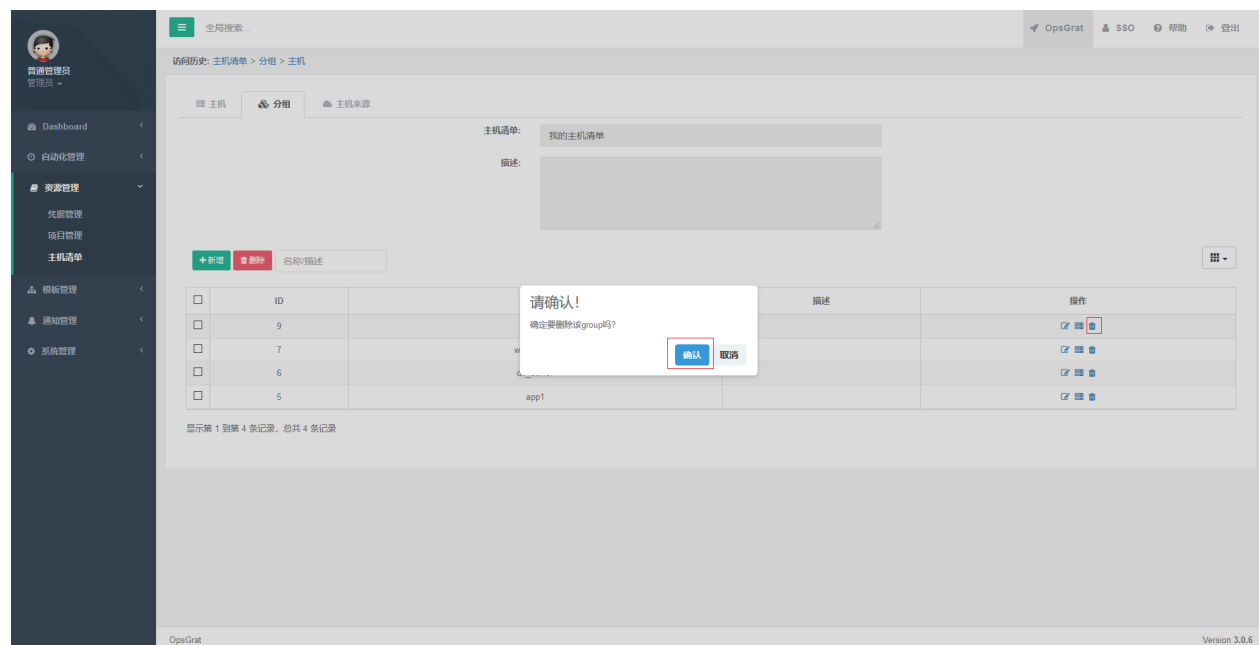 全局搜索...
OpsGrat
SSO
帮助
登出
普通管理员
管理员
访问历史: 主机清单 > 分组 > 主机
主机
分组
主机来源
Dashboard
自动化管理
资源管理
凭据管理
项目管理
主机清单
模板管理
通知管理
系统管理
主机清单:
我的主机清单
描述:
新增
删除
名称/描述
ID
描述
操作
9
7
6
5
app1
请确认!
确定要删除该group吗?
确认
取消
显示第 1 到第 4 条记录，总共 4 条记录
OpsGrat
Version 3.0.6